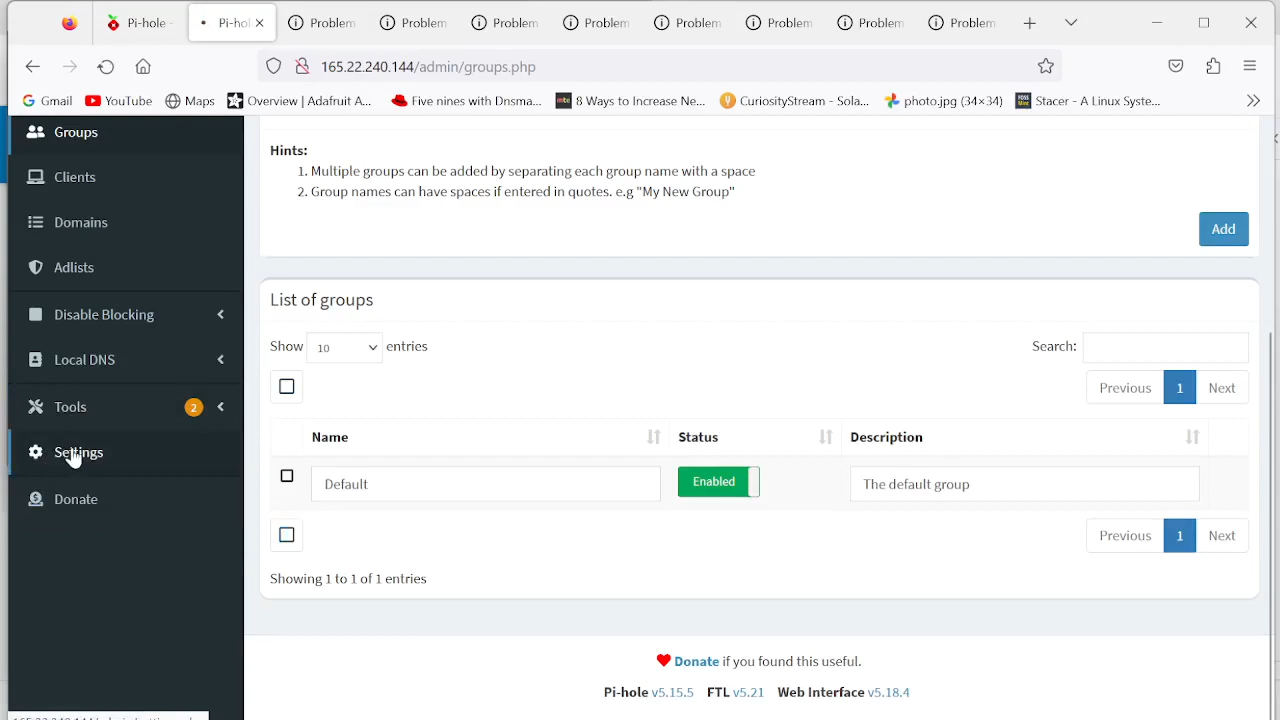 Pi-hole -
Pi-hol
Problem
Problem
Problem
Problem
Problem
Problem
Problem
Problem
165.22.240.144/admin/groups.php
Gmail
YouTube
Maps
Overview | Adafruit A...
Five nines with Dnsma...
8 Ways to Increase Ne...
CuriosityStream - Sola...
photo.jpg (34×34)
Stacer - A Linux Syste...
Groups
Clients
Domains
Adlists
Disable Blocking
Local DNS
Tools 2
Settings
Donate
Hints:
1. Multiple groups can be added by separating each group name with a space
2. Group names can have spaces if entered in quotes. e.g "My New Group"
Add
List of groups
Show 10 entries
Search:
Previous 1 Next
Name Status Description
Default Enabled The default group
Previous 1 Next
Showing 1 to 1 of 1 entries
Donate if you found this useful.
Pi-hole v5.15.5 FTL v5.21 Web Interface v5.18.4